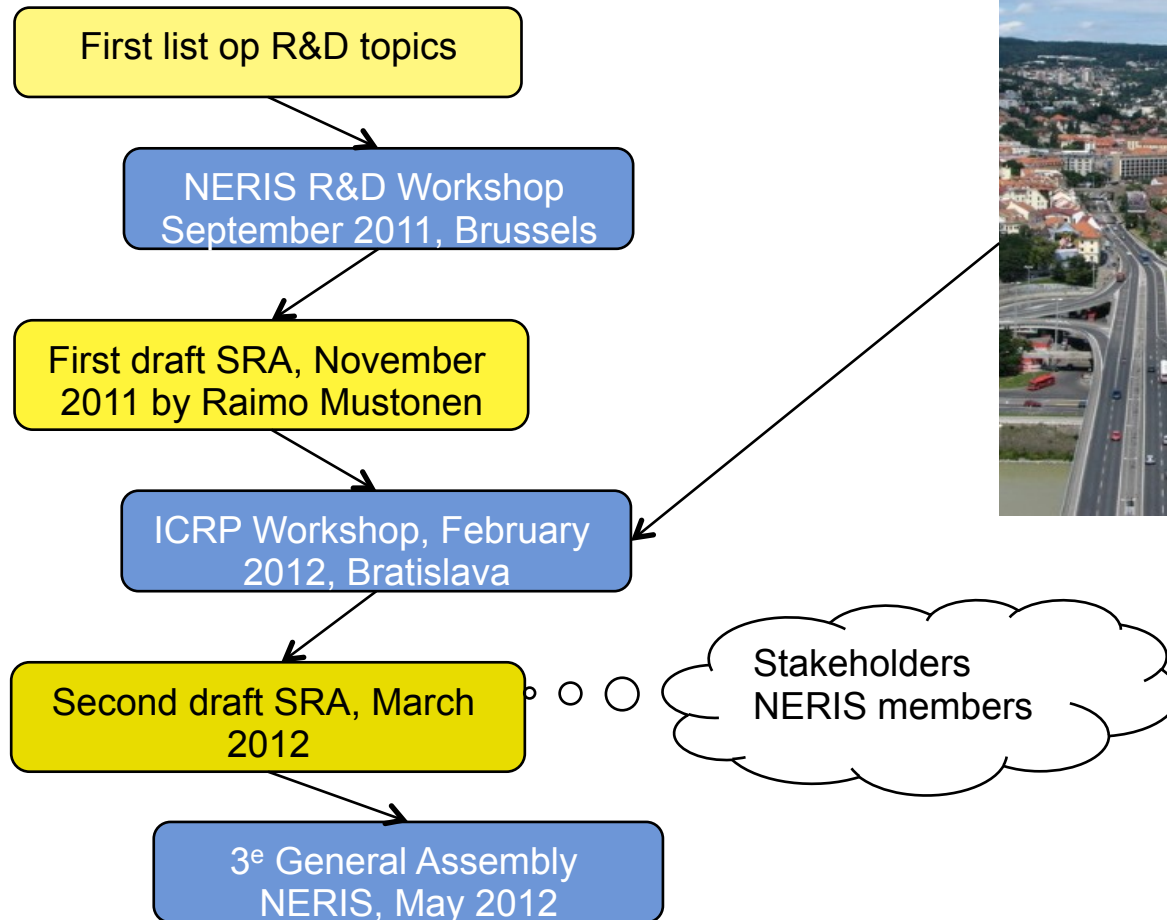 First list op R&D topics
NERIS R&D Workshop
September 2011, Brussels
First draft SRA, November
2011 by Raimo Mustonen
ICRP Workshop, February
2012, Bratislava
Second draft SRA, March
2012
Stakeholders
NERIS members
3ᵉ General Assembly
NERIS, May 2012